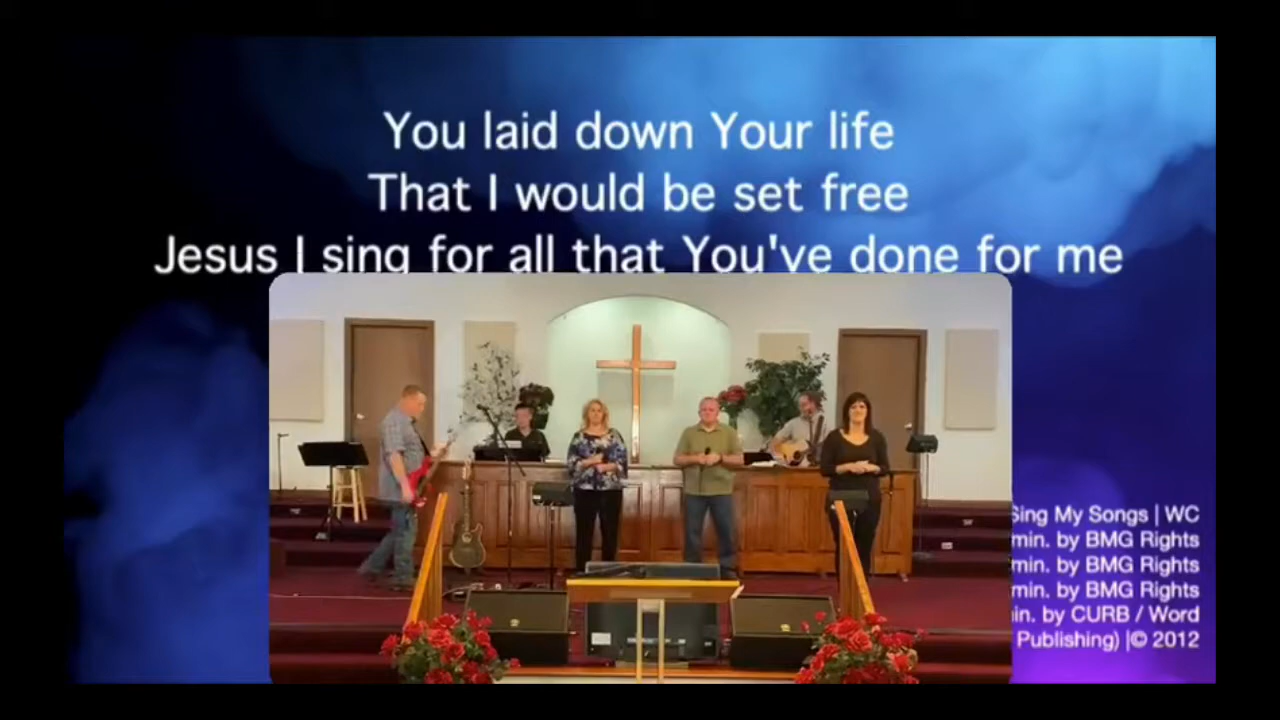 You laid down Your life
That I would be set free
Jesus I sing for all that You've done for me
Sing My Songs | WC
min. by BMG Rights
min. by BMG Rights
min. by BMG Rights
in. by CURB / Word
Publishing) |© 2012